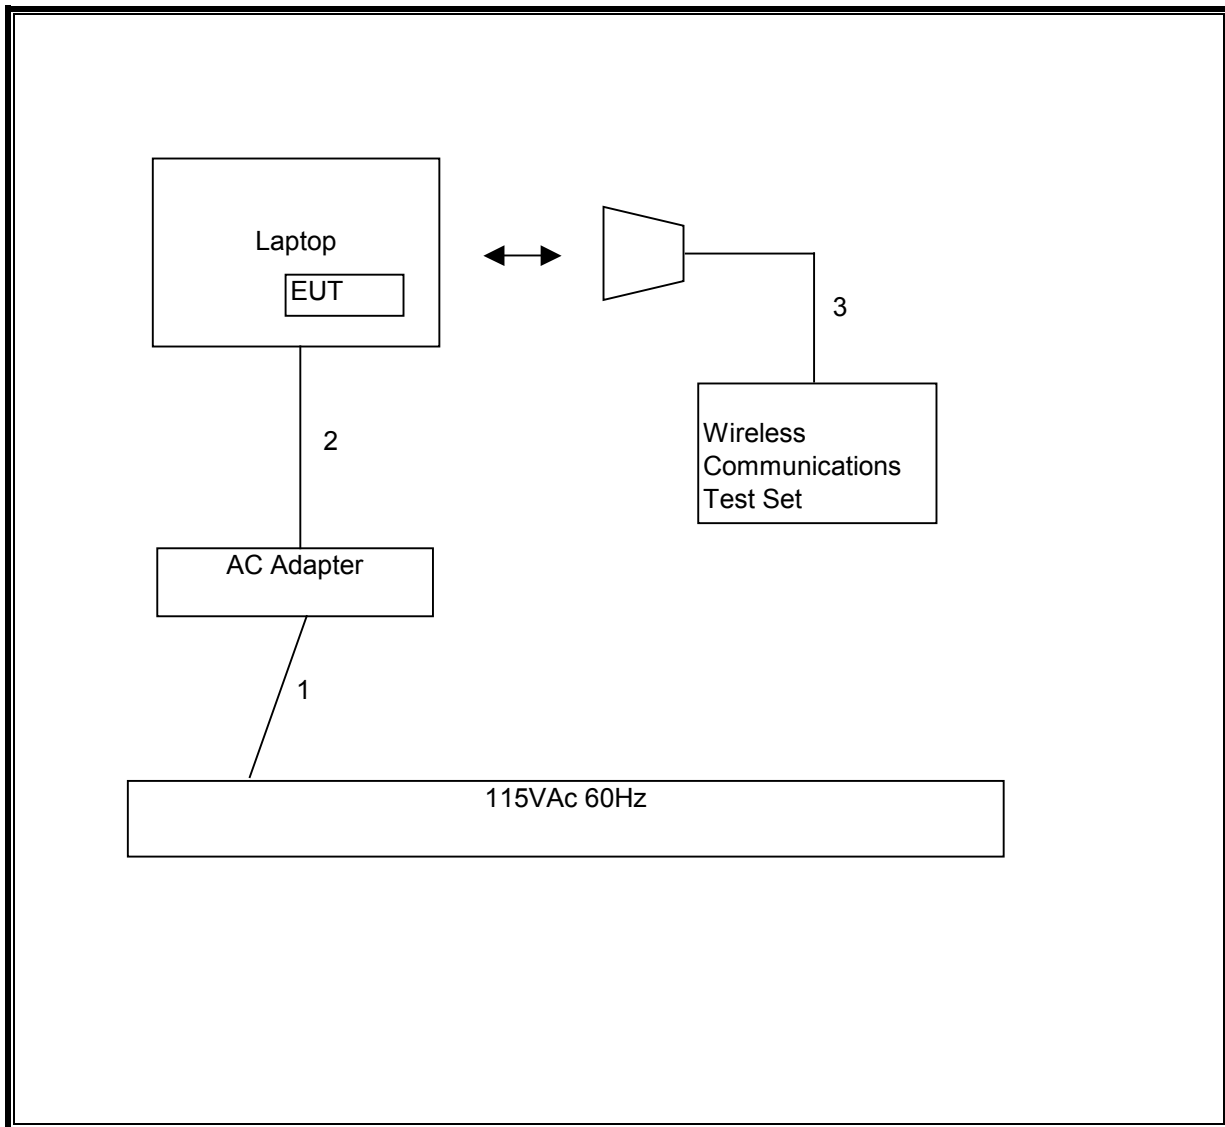 Laptop
EUT
3
Wireless
Communications
Test Set
2
AC Adapter
1
115VAc 60Hz